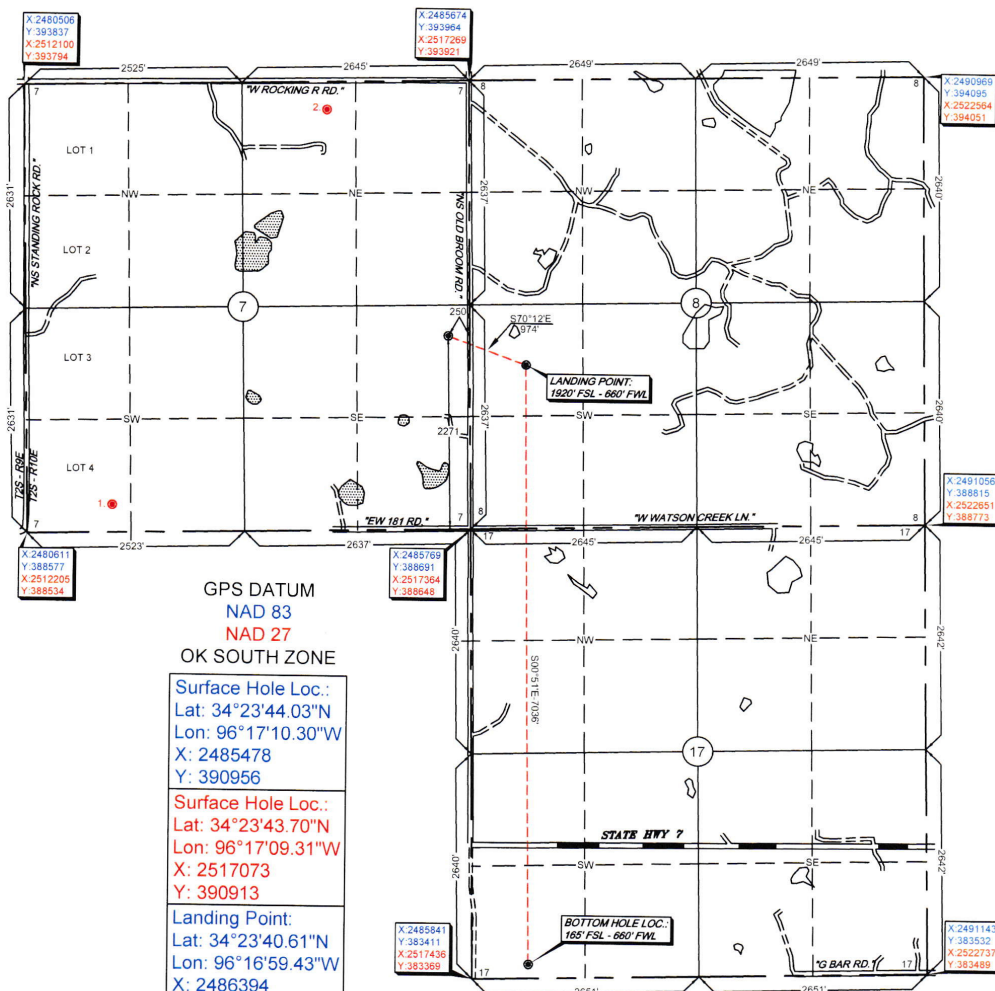 X:2480506
Y:393837
X:2512100
Y:393794
X:2485674
Y:393964
X:2517269
Y:393921
X:2490969
Y:394095
X:2522564
Y:394051
2525'
2645'
2649'
2649'
7
"W ROCKING R RD."
7
8
8
2.
LOT 1
NW
NE
NW
NE
2631'
"NS STANDING ROCK RD."
LOT 2
"NS OLD BROOM RD."
2637'
2640'
7
8
250'
S70°12'E
974'
LOT 3
LANDING POINT:
1920' FSL - 660' FWL
SW
SE
SW
SE
2631'
2271
2637'
2640'
T2S - R9E
T2S - R10E
LOT 4
1.
7
"EW 181 RD."
7
8
"W WATSON CREEK LN."
8
17
17
2523'
2637'
2645'
2645'
X:2480611
Y:388577
X:2512205
Y:388534
X:2485769
Y:388691
X:2517364
Y:388648
X:2491056
Y:388815
X:2522651
Y:388773
GPS DATUM
NAD 83
NAD 27
OK SOUTH ZONE
Surface Hole Loc.:
Lat: 34°23'44.03"N
Lon: 96°17'10.30"W
X: 2485478
Y: 390956
Surface Hole Loc.:
Lat: 34°23'43.70"N
Lon: 96°17'09.31"W
X: 2517073
Y: 390913
Landing Point:
Lat: 34°23'40.61"N
Lon: 96°16'59.43"W
X: 2486394
2640'
NW
NE
2642'
S00°51'E-7036'
17
STATE HWY 7
2640'
SW
SE
2642'
BOTTOM HOLE LOC.:
165' FSL - 660' FWL
X:2485841
Y:383411
X:2517436
Y:383369
17
"G BAR RD."
17
X:2491143
Y:383532
X:2522737
Y:383489
2651'
2651'